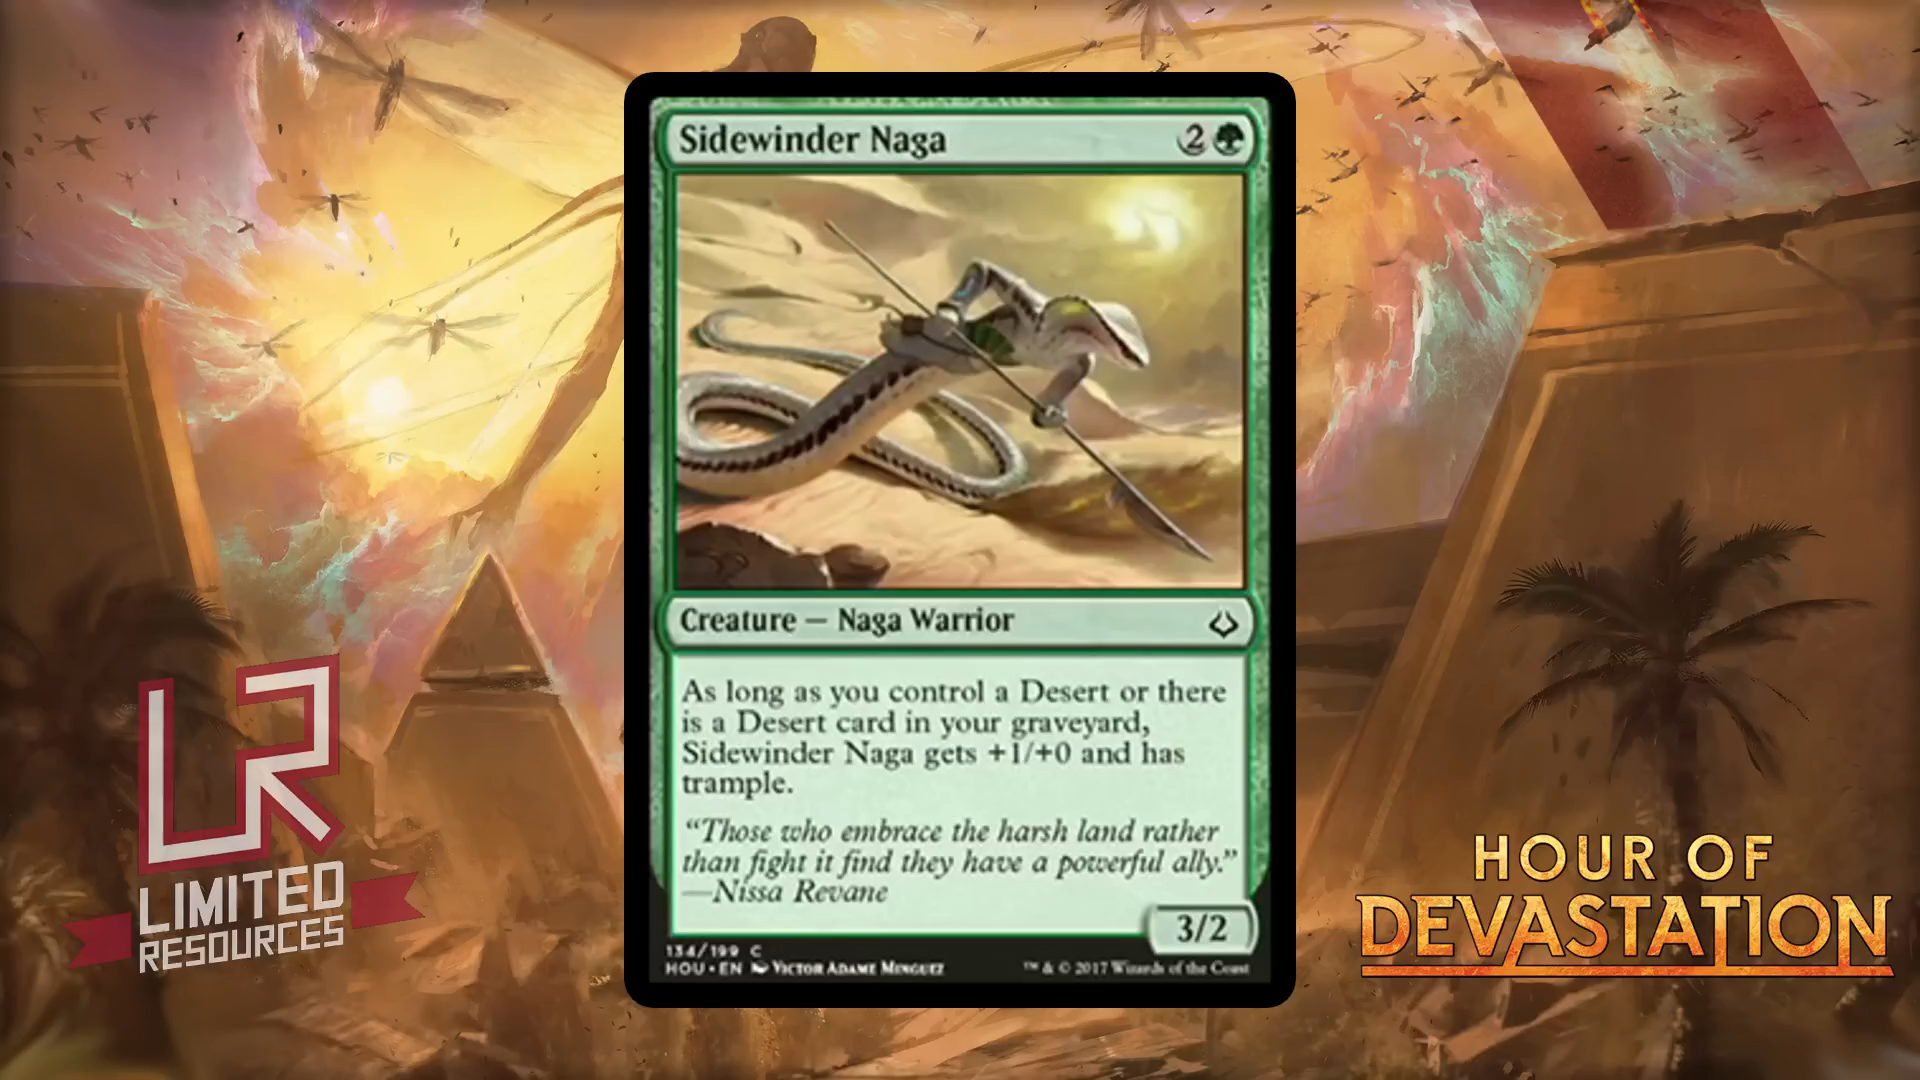 Sidewinder Naga 2
Creature — Naga Warrior
As long as you control a Desert or there
is a Desert card in your graveyard,
Sidewinder Naga gets +1/+0 and has
trample.
“Those who embrace the harsh land rather
than fight it find they have a powerful ally.”
—Nissa Revane
3/2
134/199 C
HOU • EN Victor Adame Minguez
™ & © 2017 Wizards of the Coast
LR
LIMITED
RESOURCES
HOUR OF
DEVASTATION